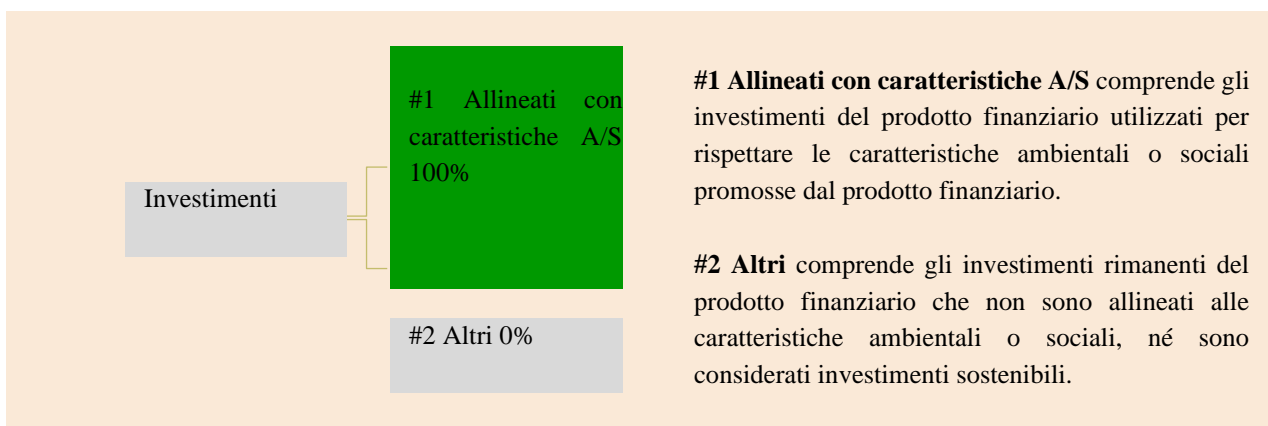 Investimenti
#1 Allineati con
caratteristiche A/S
100%
#2 Altri 0%
#1 Allineati con caratteristiche A/S comprende gli
investimenti del prodotto finanziario utilizzati per
rispettare le caratteristiche ambientali o sociali
promosse dal prodotto finanziario.
#2 Altri comprende gli investimenti rimanenti del
prodotto finanziario che non sono allineati alle
caratteristiche ambientali o sociali, né sono
considerati investimenti sostenibili.